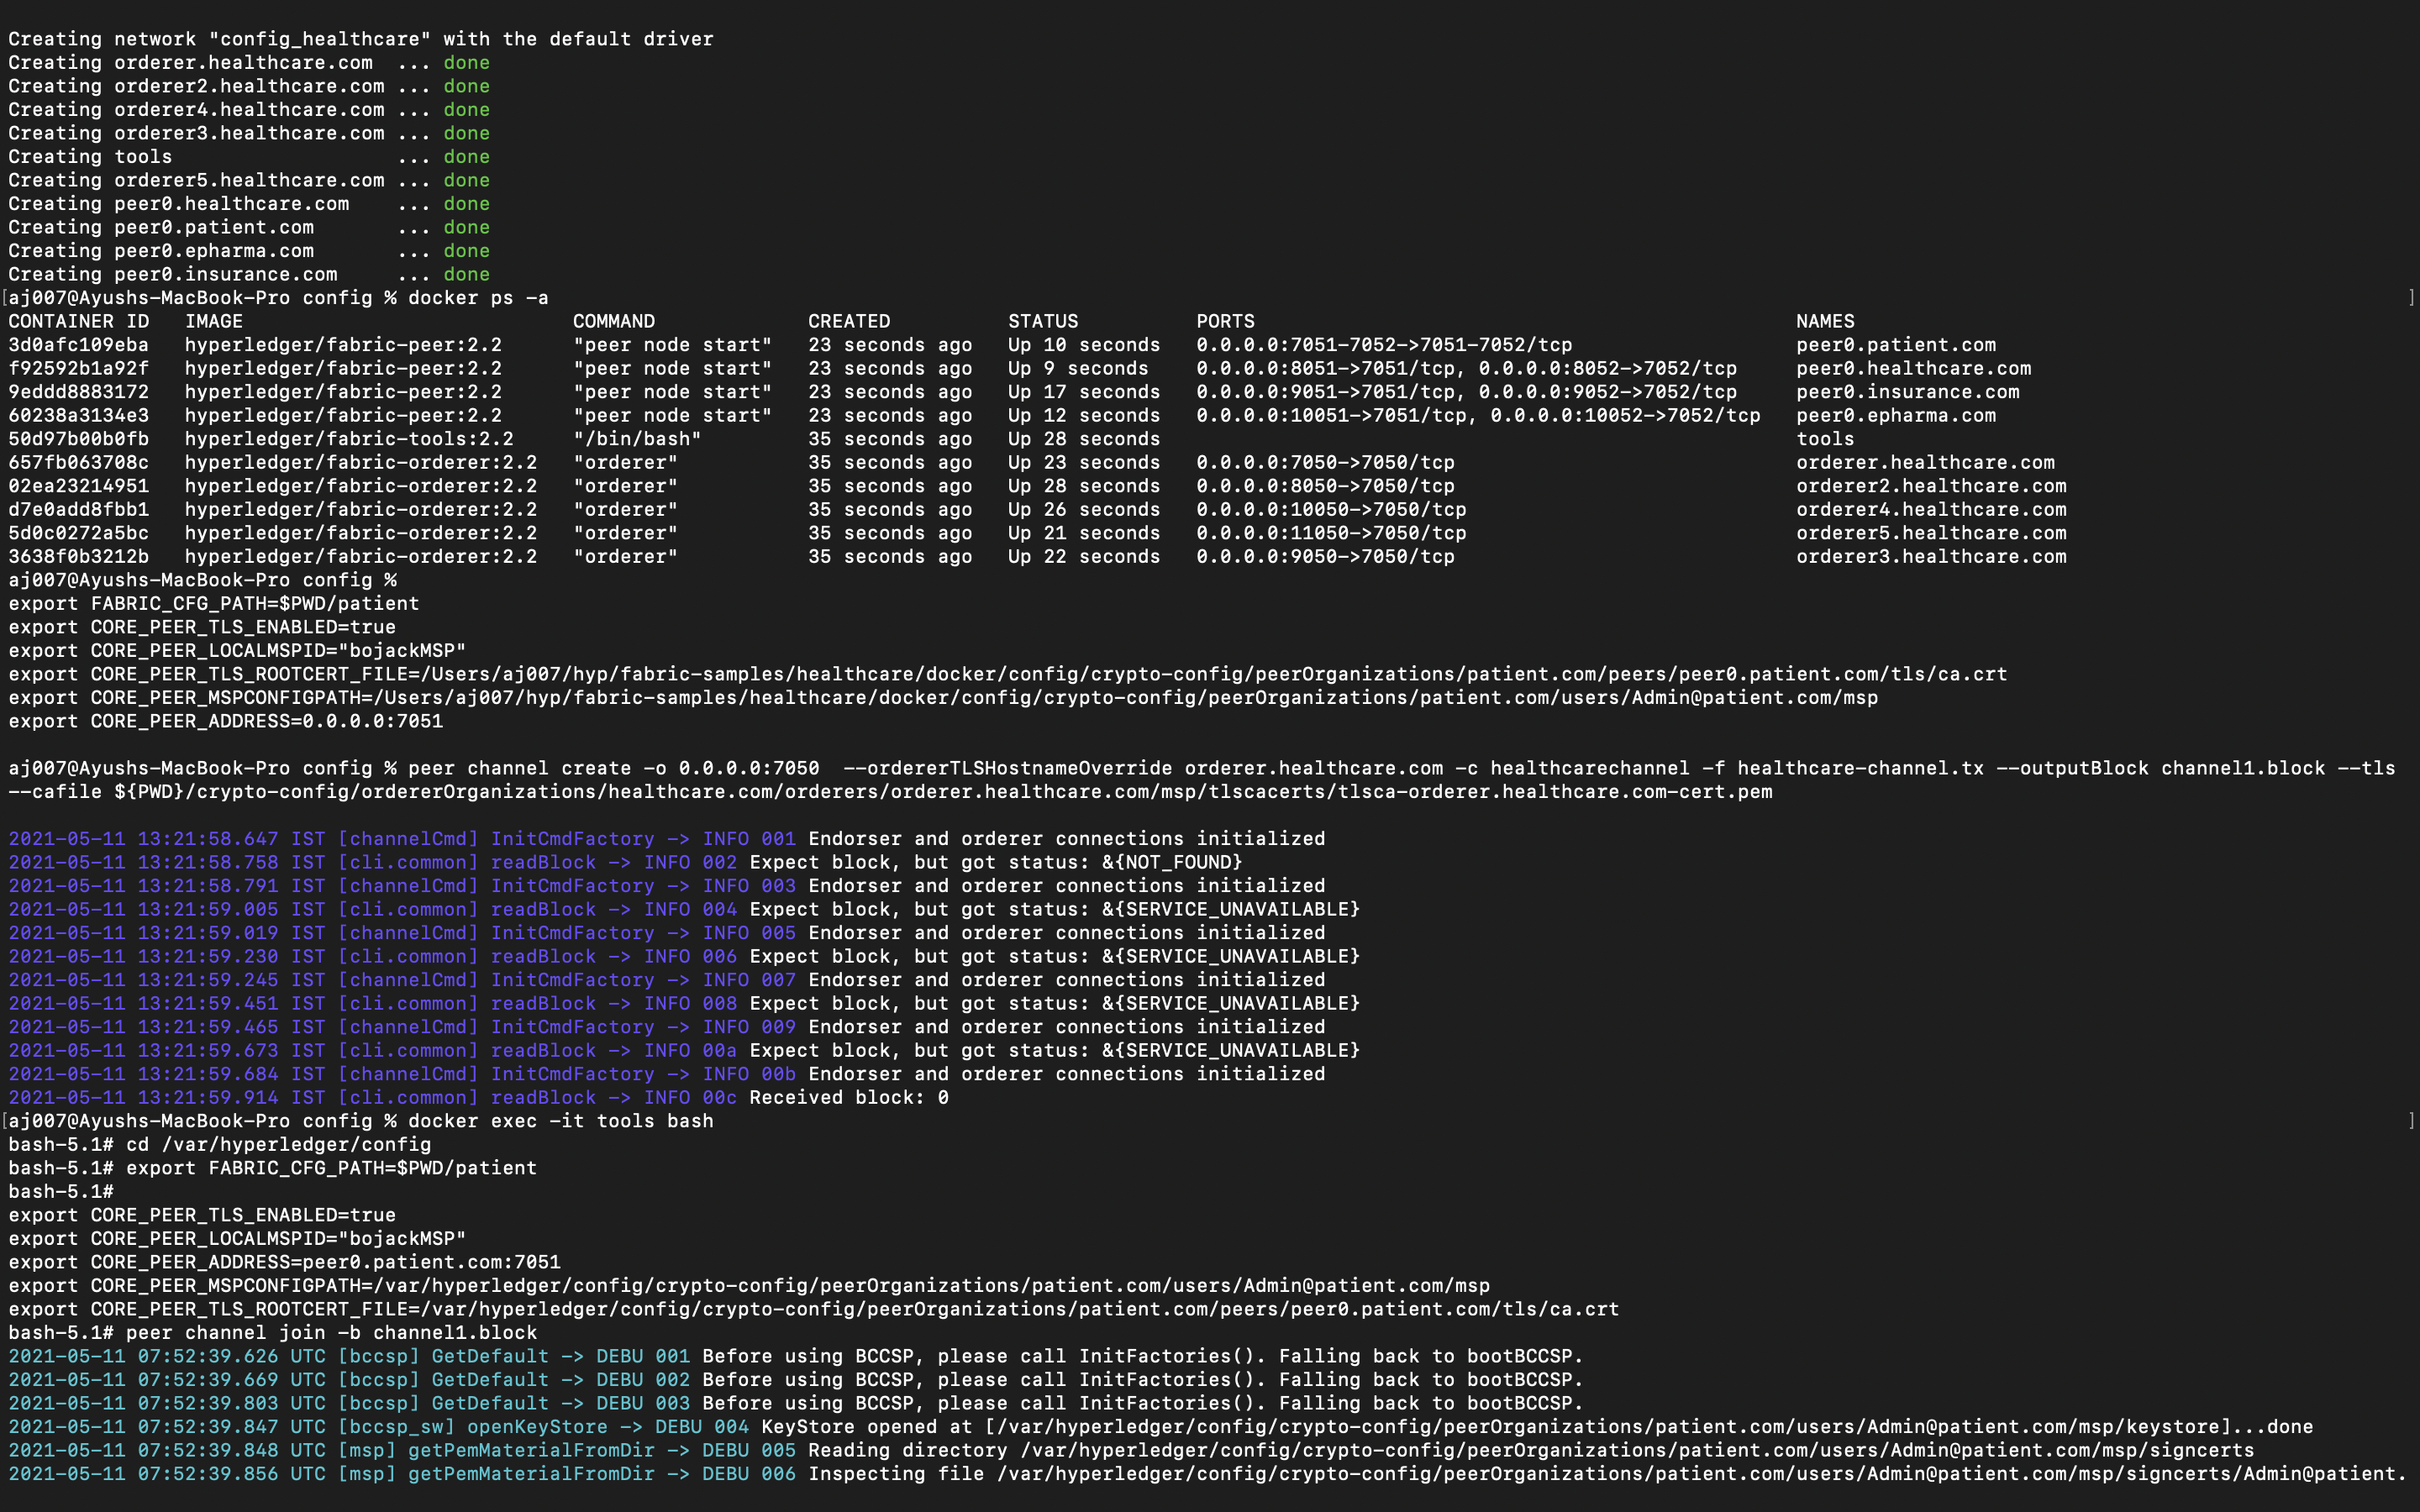 Creating network "config_healthcare" with the default driver
Creating orderer.healthcare.com  ... done
Creating orderer2.healthcare.com ... done
Creating orderer4.healthcare.com ... done
Creating orderer3.healthcare.com ... done
Creating tools                   ... done
Creating orderer5.healthcare.com ... done
Creating peer0.healthcare.com    ... done
Creating peer0.patient.com       ... done
Creating peer0.epharma.com       ... done
Creating peer0.insurance.com     ... done
[aj007@Ayushs-MacBook-Pro config % docker ps -a ]
CONTAINER ID   IMAGE                            COMMAND             CREATED          STATUS          PORTS                                              NAMES
3d0afc109eba   hyperledger/fabric-peer:2.2      "peer node start"   23 seconds ago   Up 10 seconds   0.0.0.0:7051-7052->7051-7052/tcp                   peer0.patient.com
f92592b1a92f   hyperledger/fabric-peer:2.2      "peer node start"   23 seconds ago   Up 9 seconds    0.0.0.0:8051->7051/tcp, 0.0.0.0:8052->7052/tcp     peer0.healthcare.com
9eddd8883172   hyperledger/fabric-peer:2.2      "peer node start"   23 seconds ago   Up 17 seconds   0.0.0.0:9051->7051/tcp, 0.0.0.0:9052->7052/tcp     peer0.insurance.com
60238a3134e3   hyperledger/fabric-peer:2.2      "peer node start"   23 seconds ago   Up 12 seconds   0.0.0.0:10051->7051/tcp, 0.0.0.0:10052->7052/tcp   peer0.epharma.com
50d97b00b0fb   hyperledger/fabric-tools:2.2     "/bin/bash"         35 seconds ago   Up 28 seconds                                                      tools
657fb063708c   hyperledger/fabric-orderer:2.2   "orderer"           35 seconds ago   Up 23 seconds   0.0.0.0:7050->7050/tcp                             orderer.healthcare.com
02ea23214951   hyperledger/fabric-orderer:2.2   "orderer"           35 seconds ago   Up 28 seconds   0.0.0.0:8050->7050/tcp                             orderer2.healthcare.com
d7e0add8fbb1   hyperledger/fabric-orderer:2.2   "orderer"           35 seconds ago   Up 26 seconds   0.0.0.0:10050->7050/tcp                            orderer4.healthcare.com
5d0c0272a5bc   hyperledger/fabric-orderer:2.2   "orderer"           35 seconds ago   Up 21 seconds   0.0.0.0:11050->7050/tcp                            orderer5.healthcare.com
3638f0b3212b   hyperledger/fabric-orderer:2.2   "orderer"           35 seconds ago   Up 22 seconds   0.0.0.0:9050->7050/tcp                             orderer3.healthcare.com
aj007@Ayushs-MacBook-Pro config %
export FABRIC_CFG_PATH=$PWD/patient
export CORE_PEER_TLS_ENABLED=true
export CORE_PEER_LOCALMSPID="bojackMSP"
export CORE_PEER_TLS_ROOTCERT_FILE=/Users/aj007/hyp/fabric-samples/healthcare/docker/config/crypto-config/peerOrganizations/patient.com/peers/peer0.patient.com/tls/ca.crt
export CORE_PEER_MSPCONFIGPATH=/Users/aj007/hyp/fabric-samples/healthcare/docker/config/crypto-config/peerOrganizations/patient.com/users/Admin@patient.com/msp
export CORE_PEER_ADDRESS=0.0.0.0:7051
aj007@Ayushs-MacBook-Pro config % peer channel create -o 0.0.0.0:7050  --ordererTLSHostnameOverride orderer.healthcare.com -c healthcarechannel -f healthcare-channel.tx --outputBlock channel1.block --tls
--cafile ${PWD}/crypto-config/ordererOrganizations/healthcare.com/orderers/orderer.healthcare.com/msp/tlscacerts/tlsca-orderer.healthcare.com-cert.pem
2021-05-11 13:21:58.647 IST [channelCmd] InitCmdFactory -> INFO 001 Endorser and orderer connections initialized
2021-05-11 13:21:58.758 IST [cli.common] readBlock -> INFO 002 Expect block, but got status: &{NOT_FOUND}
2021-05-11 13:21:58.791 IST [channelCmd] InitCmdFactory -> INFO 003 Endorser and orderer connections initialized
2021-05-11 13:21:59.005 IST [cli.common] readBlock -> INFO 004 Expect block, but got status: &{SERVICE_UNAVAILABLE}
2021-05-11 13:21:59.019 IST [channelCmd] InitCmdFactory -> INFO 005 Endorser and orderer connections initialized
2021-05-11 13:21:59.230 IST [cli.common] readBlock -> INFO 006 Expect block, but got status: &{SERVICE_UNAVAILABLE}
2021-05-11 13:21:59.245 IST [channelCmd] InitCmdFactory -> INFO 007 Endorser and orderer connections initialized
2021-05-11 13:21:59.451 IST [cli.common] readBlock -> INFO 008 Expect block, but got status: &{SERVICE_UNAVAILABLE}
2021-05-11 13:21:59.465 IST [channelCmd] InitCmdFactory -> INFO 009 Endorser and orderer connections initialized
2021-05-11 13:21:59.673 IST [cli.common] readBlock -> INFO 00a Expect block, but got status: &{SERVICE_UNAVAILABLE}
2021-05-11 13:21:59.684 IST [channelCmd] InitCmdFactory -> INFO 00b Endorser and orderer connections initialized
2021-05-11 13:21:59.914 IST [cli.common] readBlock -> INFO 00c Received block: 0
[aj007@Ayushs-MacBook-Pro config % docker exec -it tools bash ]
bash-5.1# cd /var/hyperledger/config
bash-5.1# export FABRIC_CFG_PATH=$PWD/patient
bash-5.1#
export CORE_PEER_TLS_ENABLED=true
export CORE_PEER_LOCALMSPID="bojackMSP"
export CORE_PEER_ADDRESS=peer0.patient.com:7051
export CORE_PEER_MSPCONFIGPATH=/var/hyperledger/config/crypto-config/peerOrganizations/patient.com/users/Admin@patient.com/msp
export CORE_PEER_TLS_ROOTCERT_FILE=/var/hyperledger/config/crypto-config/peerOrganizations/patient.com/peers/peer0.patient.com/tls/ca.crt
bash-5.1# peer channel join -b channel1.block
2021-05-11 07:52:39.626 UTC [bccsp] GetDefault -> DEBU 001 Before using BCCSP, please call InitFactories(). Falling back to bootBCCSP.
2021-05-11 07:52:39.669 UTC [bccsp] GetDefault -> DEBU 002 Before using BCCSP, please call InitFactories(). Falling back to bootBCCSP.
2021-05-11 07:52:39.803 UTC [bccsp] GetDefault -> DEBU 003 Before using BCCSP, please call InitFactories(). Falling back to bootBCCSP.
2021-05-11 07:52:39.847 UTC [bccsp_sw] openKeyStore -> DEBU 004 KeyStore opened at [/var/hyperledger/config/crypto-config/peerOrganizations/patient.com/users/Admin@patient.com/msp/keystore]...done
2021-05-11 07:52:39.848 UTC [msp] getPemMaterialFromDir -> DEBU 005 Reading directory /var/hyperledger/config/crypto-config/peerOrganizations/patient.com/users/Admin@patient.com/msp/signcerts
2021-05-11 07:52:39.856 UTC [msp] getPemMaterialFromDir -> DEBU 006 Inspecting file /var/hyperledger/config/crypto-config/peerOrganizations/patient.com/users/Admin@patient.com/msp/signcerts/Admin@patient.